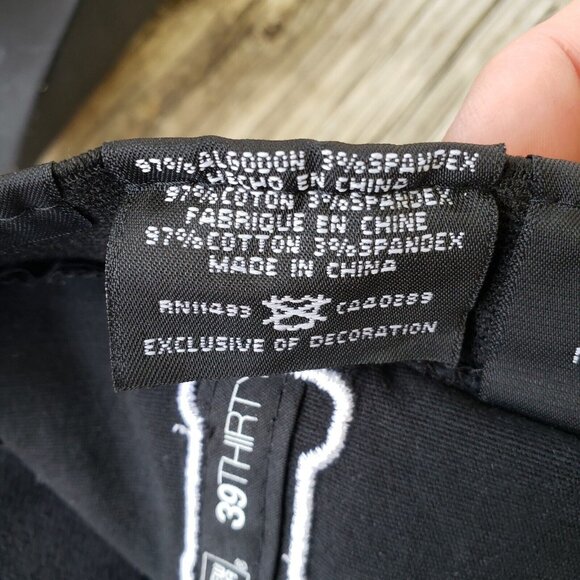 97% ALGODON 3% SPANDEX
HECHO EN CHINA
97% COTON 3% SPANDEX
FABRIQUE EN CHINE
97% COTTON 3% SPANDEX
MADE IN CHINA
RN11493 CA40389
EXCLUSIVE OF DECORATION
39THIRTY